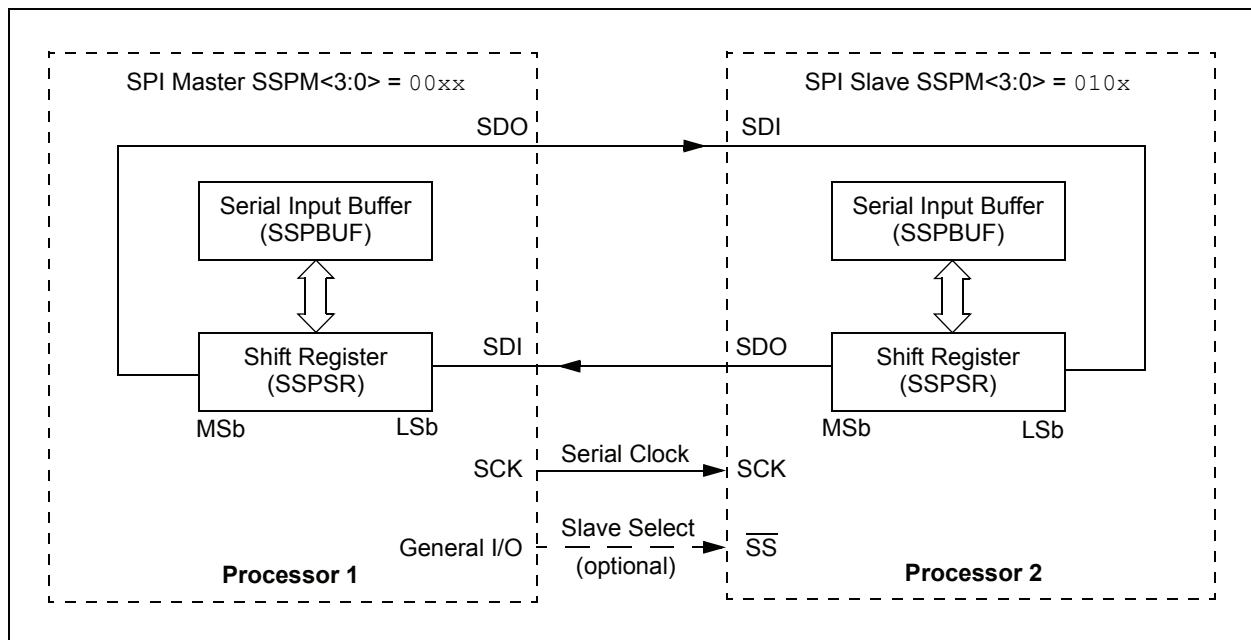 SPI Master SSPM<3:0> = 00xx
SDO
Serial Input Buffer
(SSPBUF)
Shift Register
(SSPSR)
MSb
LSb
SDI
SCK
General I/O
Processor 1
Serial Clock
Slave Select
(optional)
SPI Slave SSPM<3:0> = 010x
SDI
Serial Input Buffer
(SSPBUF)
SDO
Shift Register
(SSPSR)
MSb
LSb
SCK
S̅S̅
Processor 2